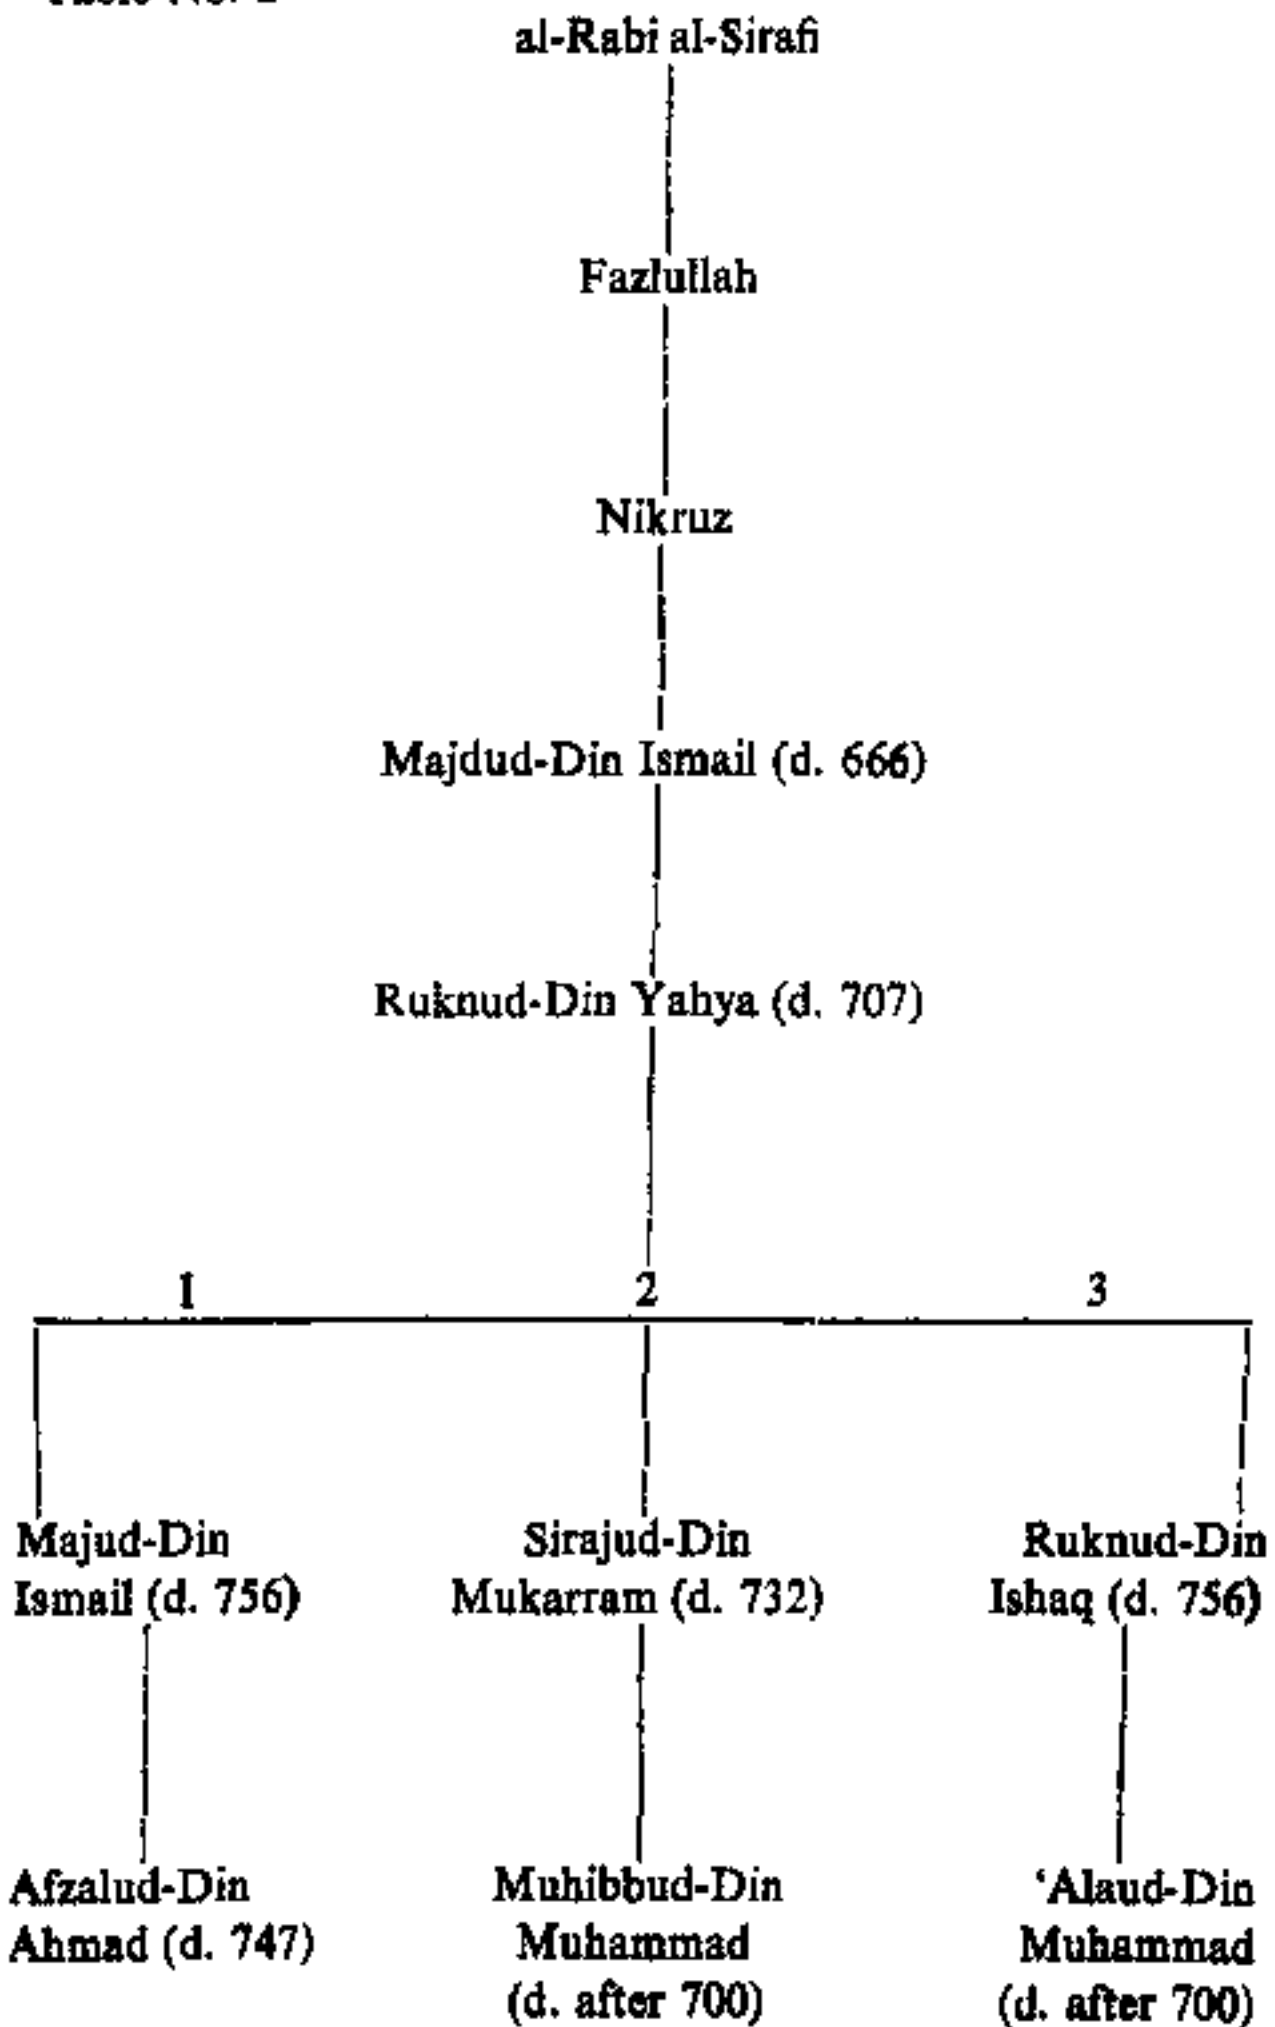 al-Rabi al-Sirafi
Fazlullah
Nikruz
Majdud-Din Ismail (d. 666)
Ruknud-Din Yahya (d. 707)
1 2 3
Majud-Din
Ismail (d. 756)
Sirajud-Din
Mukarram (d. 732)
Ruknud-Din
Ishaq (d. 756)
Afzalud-Din
Ahmad (d. 747)
Muhibbud-Din
Muhammad
(d. after 700)
‘Alaud-Din
Muhammad
(d. after 700)